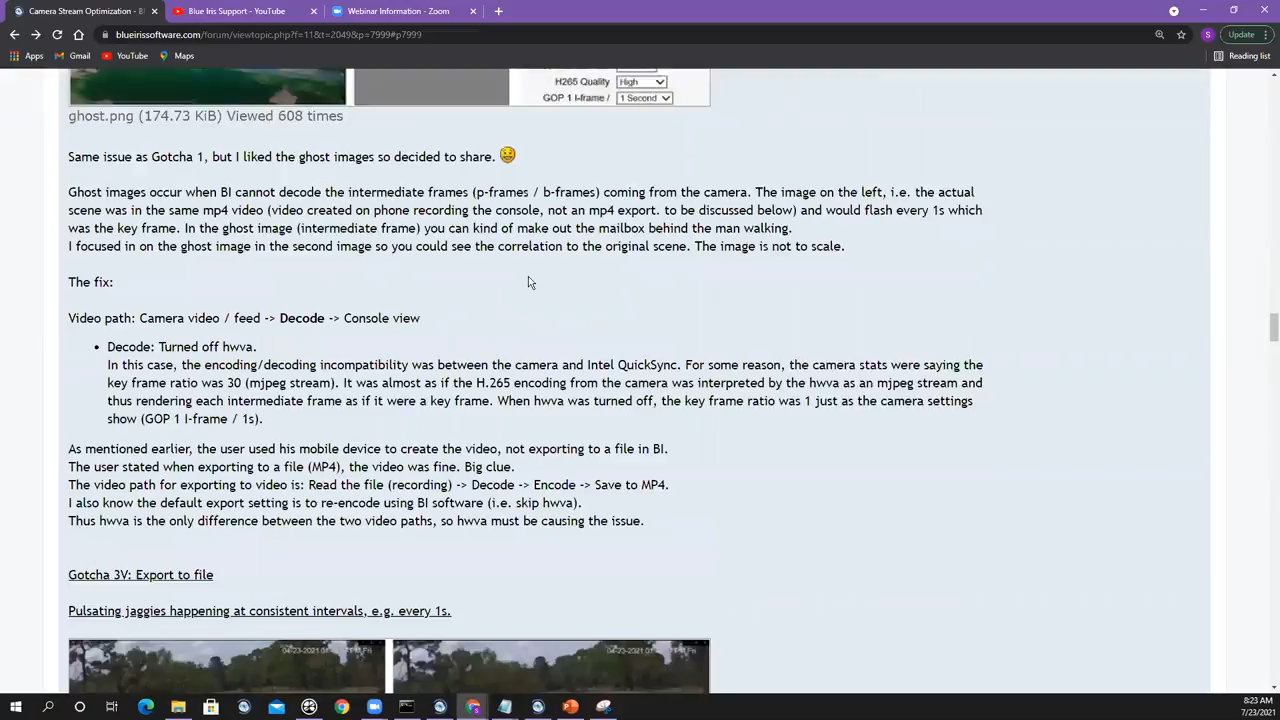 Camera Stream Optimization - Bl
Blue Iris Support - YouTube
Webinar Information - Zoom
blueirissoftware.com/forum/viewtopic.php?f=11&t=2049&p=7999#p7999
S
Update
Apps
Gmail
YouTube
Maps
Reading list
H265 Quality
High
GOP 1 I-frame /
1 Second
ghost.png (174.73 KiB) Viewed 608 times
Same issue as Gotcha 1, but I liked the ghost images so decided to share.
Ghost images occur when BI cannot decode the intermediate frames (p-frames / b-frames) coming from the camera. The image on the left, i.e. the actual
scene was in the same mp4 video (video created on phone recording the console, not an mp4 export. to be discussed below) and would flash every 1s which
was the key frame. In the ghost image (intermediate frame) you can kind of make out the mailbox behind the man walking.
I focused in on the ghost image in the second image so you could see the correlation to the original scene. The image is not to scale.
The fix:
Video path: Camera video / feed -> Decode -> Console view
• Decode: Turned off hwva.
In this case, the encoding/decoding incompatibility was between the camera and Intel QuickSync. For some reason, the camera stats were saying the
key frame ratio was 30 (mjpeg stream). It was almost as if the H.265 encoding from the camera was interpreted by the hwva as an mjpeg stream and
thus rendering each intermediate frame as if it were a key frame. When hwva was turned off, the key frame ratio was 1 just as the camera settings
show (GOP 1 I-frame / 1s).
As mentioned earlier, the user used his mobile device to create the video, not exporting to a file in BI.
The user stated when exporting to a file (MP4), the video was fine. Big clue.
The video path for exporting to video is: Read the file (recording) -> Decode -> Encode -> Save to MP4.
I also know the default export setting is to re-encode using BI software (i.e. skip hwva).
Thus hwva is the only difference between the two video paths, so hwva must be causing the issue.
Gotcha 3V: Export to file
Pulsating jaggies happening at consistent intervals, e.g. every 1s.
8:23 AM
7/23/2021